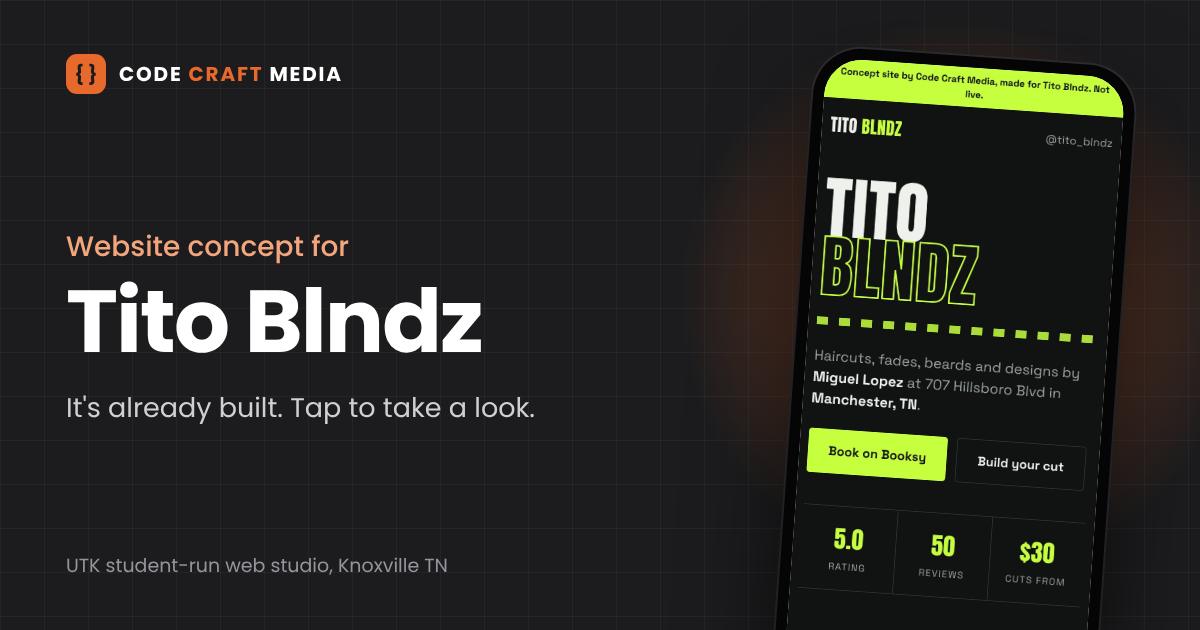 { }
CODE CRAFT MEDIA
Website concept for
Tito Blndz
It's already built. Tap to take a look.
UTK student-run web studio, Knoxville TN
Concept site by Code Craft Media, made for Tito Blndz. Not
live.
TITO BLNDZ
@tito_blndz
TITO
BLNDZ
Haircuts, fades, beards and designs by
Miguel Lopez at 707 Hillsboro Blvd in
Manchester, TN.
Book on Booksy
Build your cut
5.0
RATING
50
REVIEWS
$30
CUTS FROM